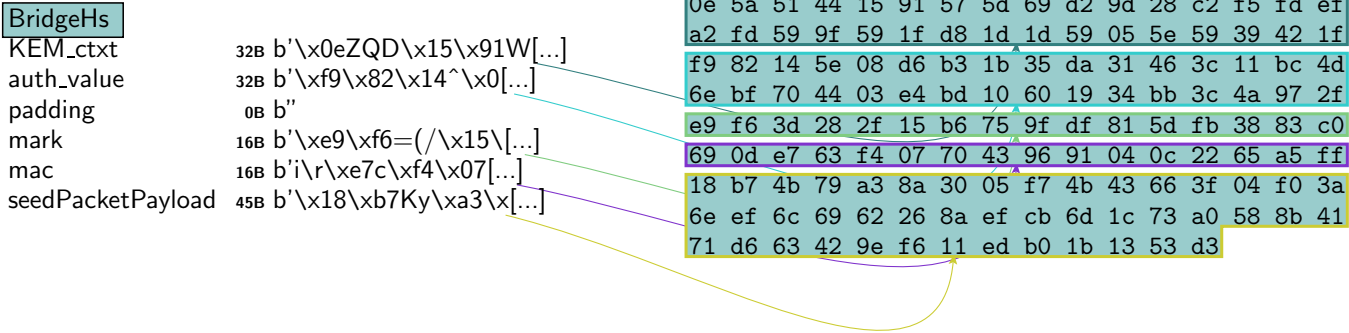 BridgeHs
KEM_ctxt 32B b'\x0eZQD\x15\x91W[...]
auth_value 32B b'\xf9\x82\x14^\x0[...]
padding 0B b''
mark 16B b'\xe9\xf6=(/\x15\[...]
mac 16B b'i\r\xe7c\xf4\x07[...]
seedPacketPayload 45B b'\x18\xb7Ky\xa3\x[...]
0e 5a 51 44 15 91 57 5d 69 d2 9d 28 c2 f5 fd ef
a2 fd 59 9f 59 1f d8 1d 1d 59 05 5e 59 39 42 1f
f9 82 14 5e 08 d6 b3 1b 35 da 31 46 3c 11 bc 4d
6e bf 70 44 03 e4 bd 10 60 19 34 bb 3c 4a 97 2f
e9 f6 3d 28 2f 15 b6 75 9f df 81 5d fb 38 83 c0
69 0d e7 63 f4 07 70 43 96 91 04 0c 22 65 a5 ff
18 b7 4b 79 a3 8a 30 05 f7 4b 43 66 3f 04 f0 3a
6e ef 6c 69 62 26 8a ef cb 6d 1c 73 a0 58 8b 41
71 d6 63 42 9e f6 11 ed b0 1b 13 53 d3